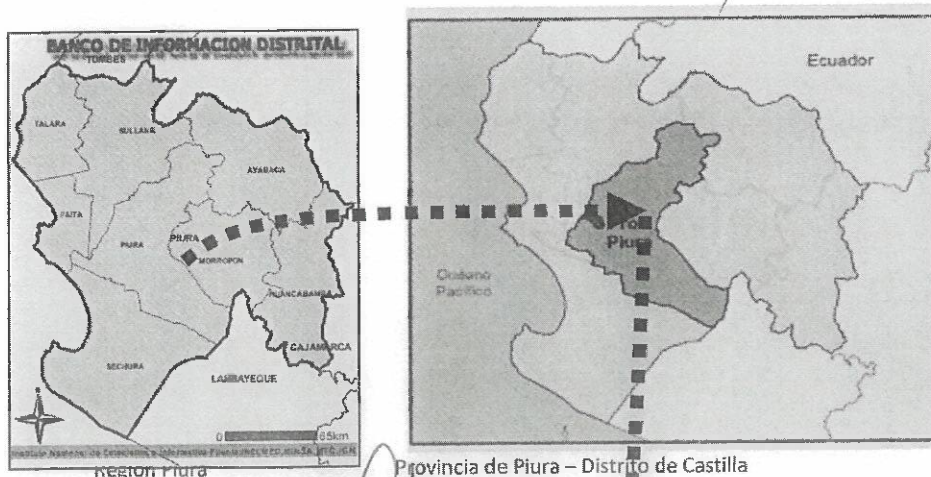 BANCO DE INFORMACION DISTRITAL
TUMBES
TALARA
SULLANA
AYABACA
PAITA
PIURA
PIURA
MORROPON
HUANCABAMBA
CAJAMARCA
SECHURA
LAMBAYEQUE
0 65km
Región Piura
Ecuador
Piura
Océano
Pacífico
Provincia de Piura – Distrito de Castilla